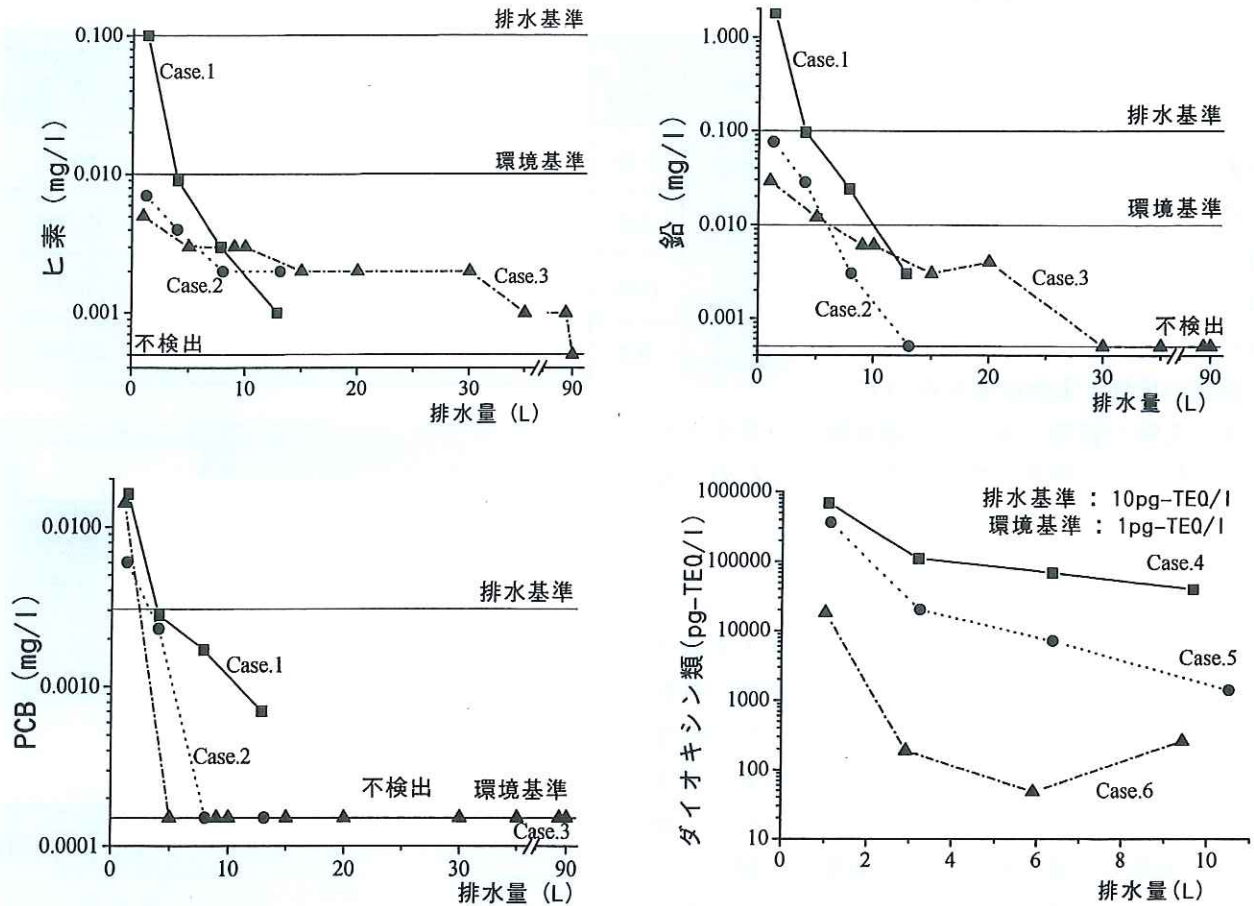 排水基準
0.100
Case.1
ヒ素 (mg/l)
環境基準
0.010
Case.2
Case.3
0.001
不検出
0 10 20 30 90
排水量 (L)
1.000
Case.1
排水基準
0.100
鉛 (mg/l)
環境基準
0.010
Case.3
Case.2
0.001
不検出
0 10 20 30 90
排水量 (L)
0.0100
排水基準
PCB (mg/l)
Case.1
0.0010
Case.2
不検出 環境基準
Case.3
0.0001
0 10 20 30 90
排水量 (L)
1000000
排水基準 : 10pg-TEQ/l
環境基準 : 1pg-TEQ/l
100000
Case.4
ダイオキシン類(pg-TEQ/l)
10000
Case.5
1000
100
Case.6
10
0 2 4 6 8 10
排水量(L)